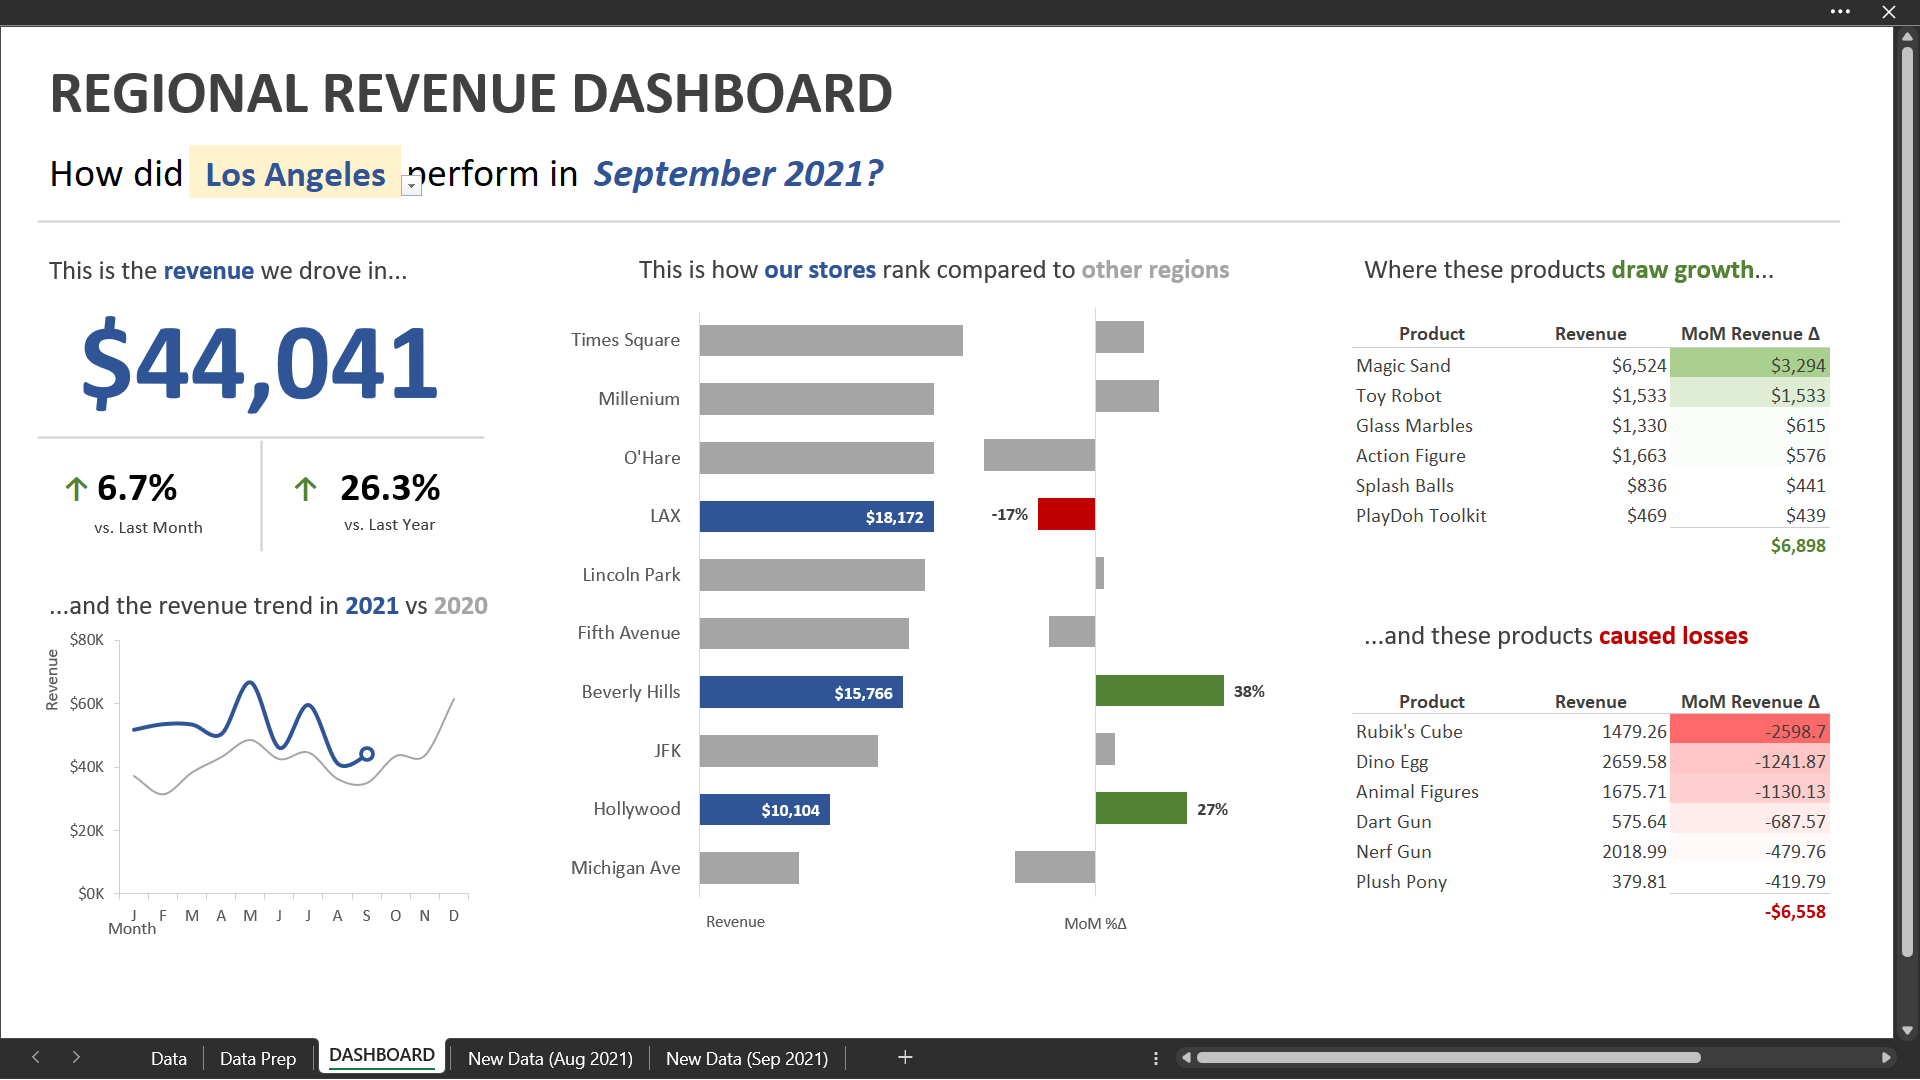 REGIONAL REVENUE DASHBOARD
How did Los Angeles perform in September 2021?
This is the revenue we drove in...
$44,041
↑ 6.7%
vs. Last Month
↑ 26.3%
vs. Last Year
...and the revenue trend in 2021 vs 2020
Revenue
$80K
$60K
$40K
$20K
$0K
J F M A M J J A S O N D
Month
This is how our stores rank compared to other regions
Times Square
Millenium
O'Hare
LAX $18,172 -17%
Lincoln Park
Fifth Avenue
Beverly Hills $15,766 38%
JFK
Hollywood $10,104 27%
Michigan Ave
Revenue MoM %Δ
Where these products draw growth...
Product Revenue MoM Revenue Δ
Magic Sand $6,524 $3,294
Toy Robot $1,533 $1,533
Glass Marbles $1,330 $615
Action Figure $1,663 $576
Splash Balls $836 $441
PlayDoh Toolkit $469 $439
$6,898
...and these products caused losses
Product Revenue MoM Revenue Δ
Rubik's Cube 1479.26 -2598.7
Dino Egg 2659.58 -1241.87
Animal Figures 1675.71 -1130.13
Dart Gun 575.64 -687.57
Nerf Gun 2018.99 -479.76
Plush Pony 379.81 -419.79
-$6,558
Data Data Prep DASHBOARD New Data (Aug 2021) New Data (Sep 2021)